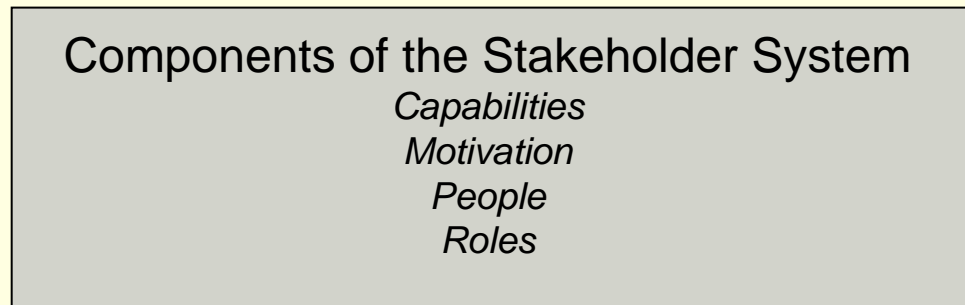 Components of the Stakeholder System
Capabilities
Motivation
People
Roles